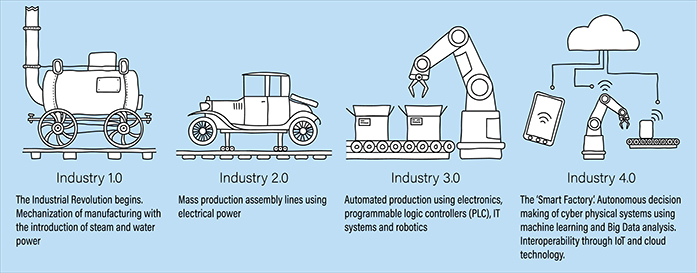 Industry 1.0
The Industrial Revolution begins.
Mechanization of manufacturing with
the introduction of steam and water
power
Industry 2.0
Mass production assembly lines using
electrical power
Industry 3.0
Automated production using electronics,
programmable logic controllers (PLC), IT
systems and robotics
Industry 4.0
The ‘Smart Factory’. Autonomous decision
making of cyber physical systems using
machine learning and Big Data analysis.
Interoperability through IoT and cloud
technology.